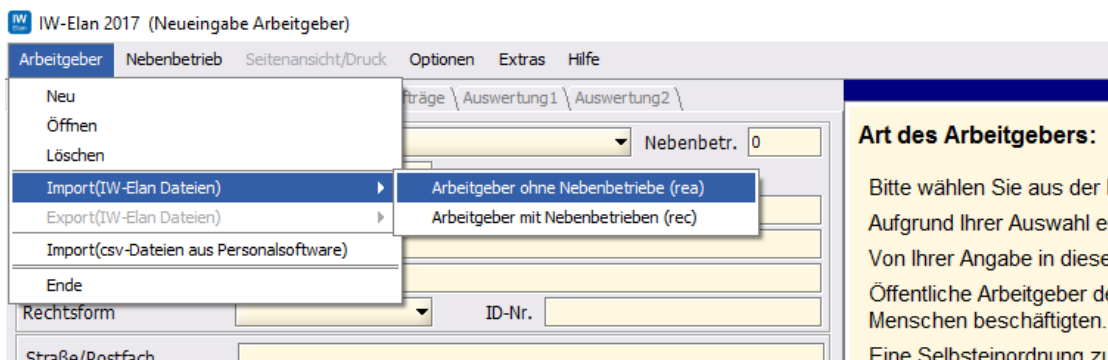 IW-Elan 2017 (Neueingabe Arbeitgeber)
Arbeitgeber Nebenbetrieb Seitenansicht/Druck Optionen Extras Hilfe
Neu
Öffnen
Löschen
Import(IW-Elan Dateien)
Export(IW-Elan Dateien)
Import(csv-Dateien aus Personalsoftware)
Ende
Arbeitgeber ohne Nebenbetriebe (rea)
Arbeitgeber mit Nebenbetrieben (rec)
träge \ Auswertung1 \ Auswertung2 \
Nebenbetr. 0
Rechtsform ID-Nr.
Straße/Postfach
Art des Arbeitgebers:
Bitte wählen Sie aus der
Aufgrund Ihrer Auswahl e
Von Ihrer Angabe in diese
Öffentliche Arbeitgeber de
Menschen beschäftigten.
Eine Selbsteinordnung zu